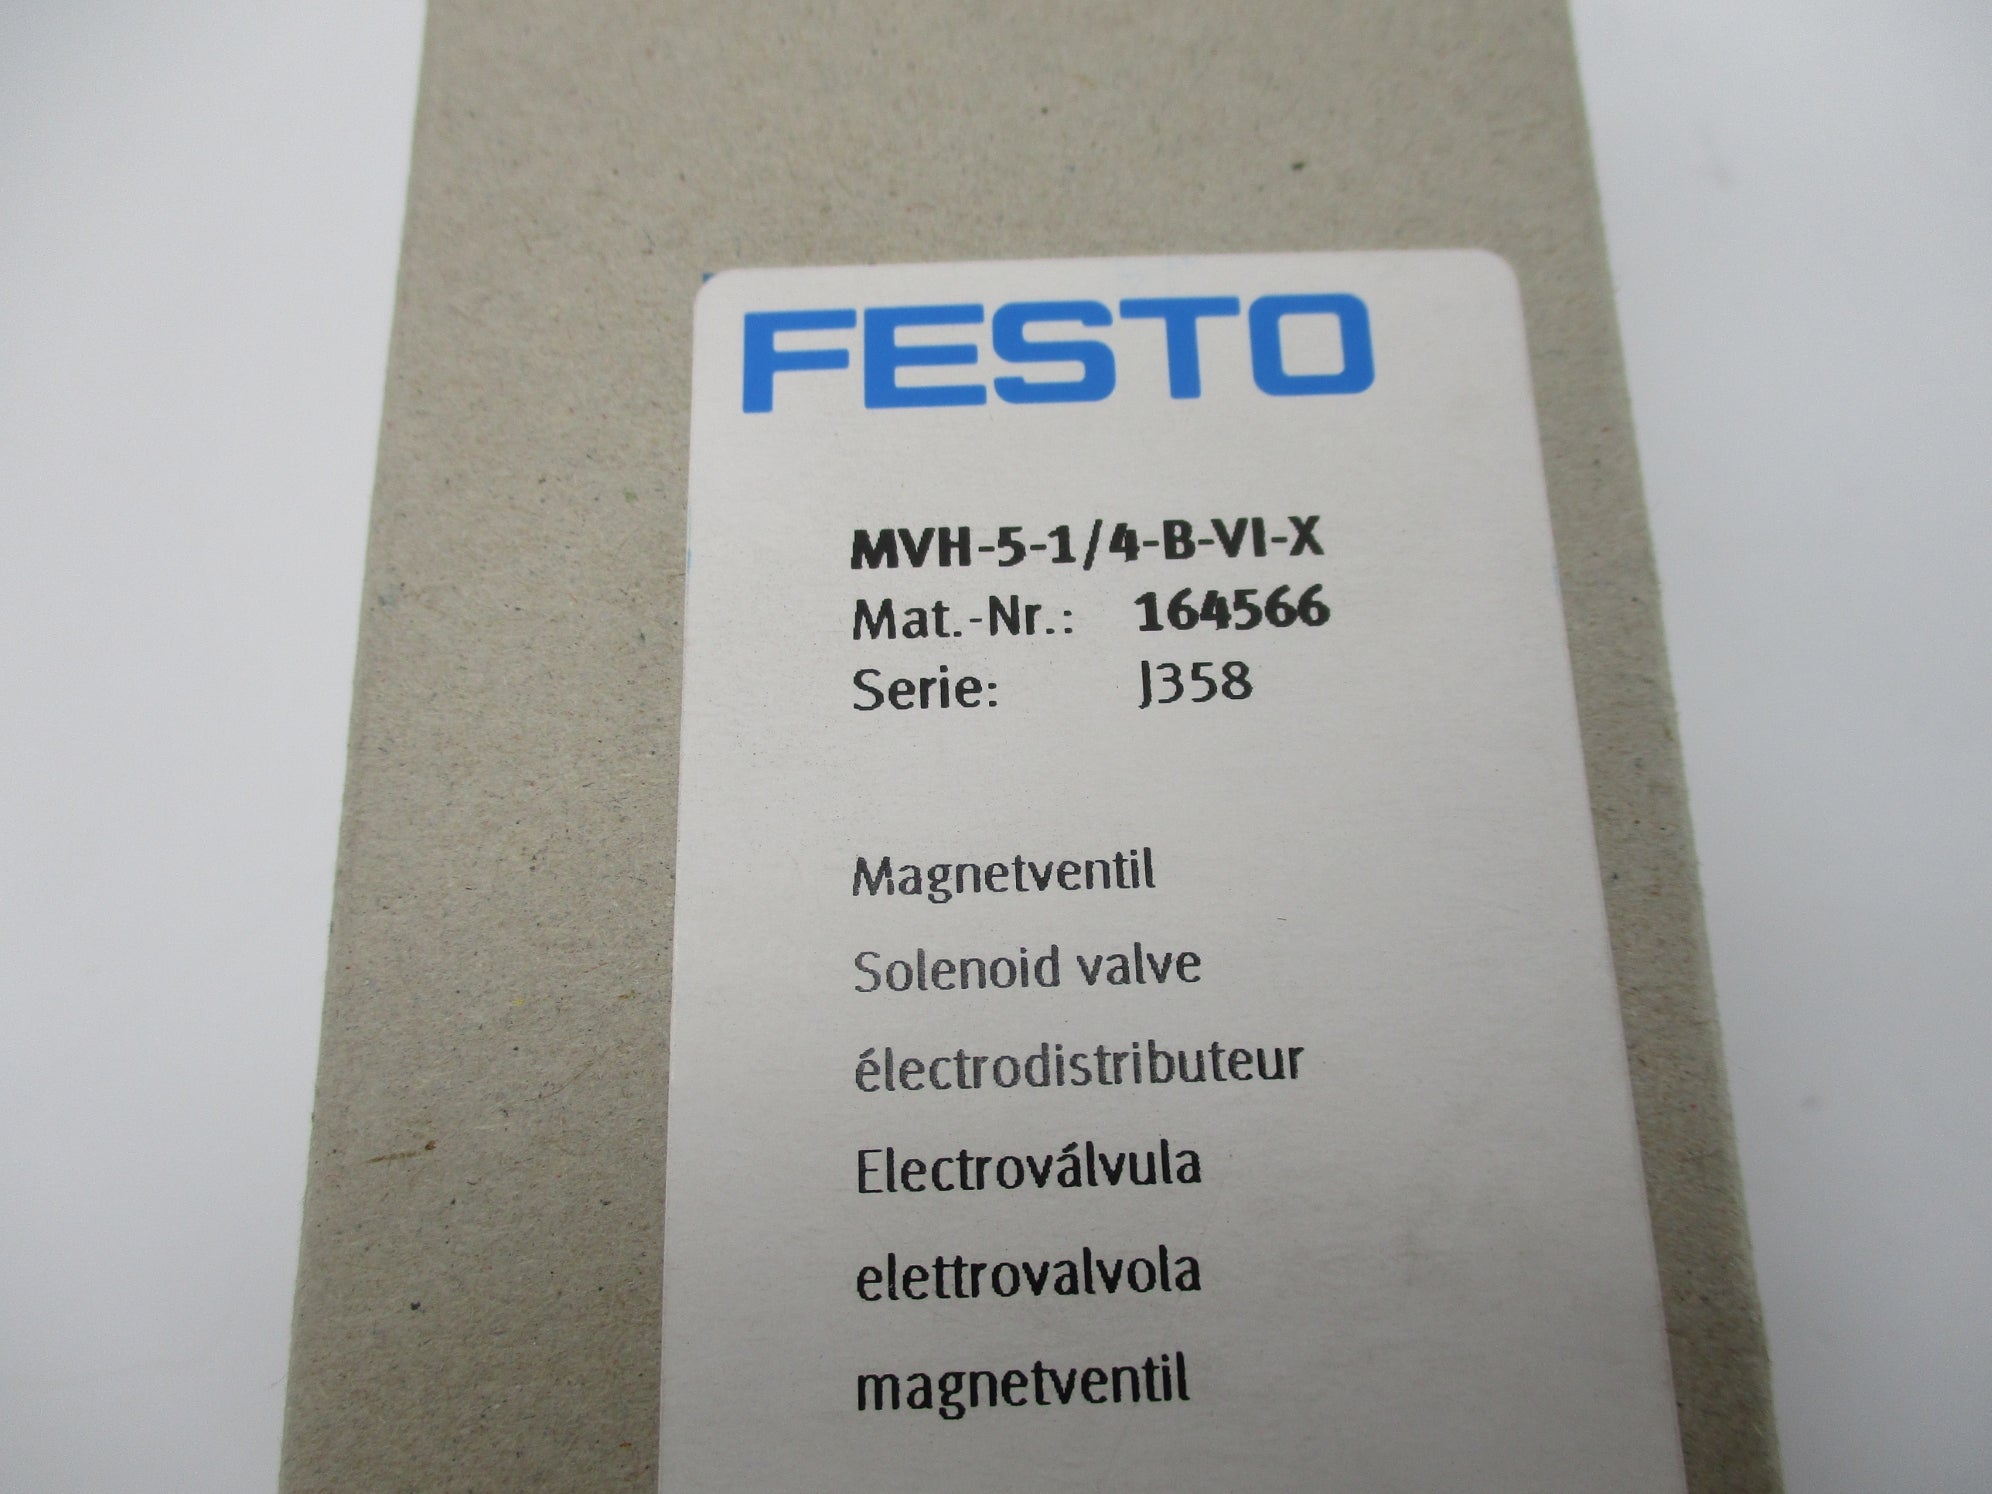 FESTO
MVH-5-1/4-B-VI-X
Mat.-Nr.: 164566
Serie: J358
Magnetventil
Solenoid valve
électrodistributeur
Electroválvula
elettrovalvola
magnetventil